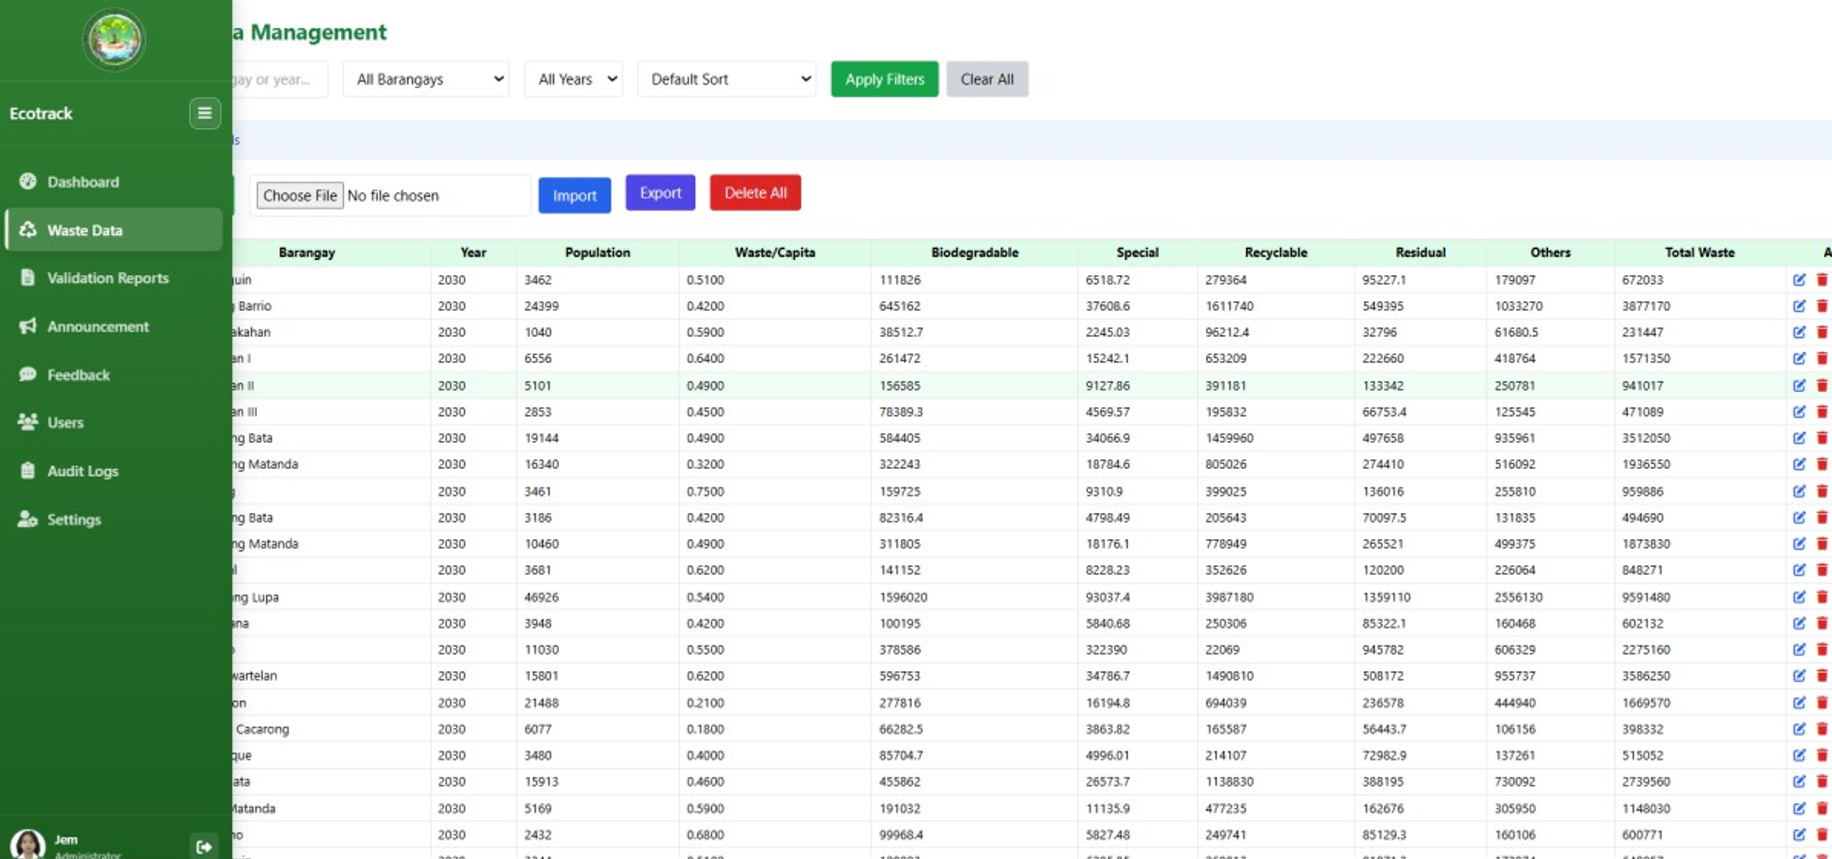 a Management
gay or year...
All Barangays
All Years
Default Sort
Apply Filters
Clear All
Ecotrack
ls
Choose File No file chosen
Import
Export
Delete All
Dashboard
Waste Data
Validation Reports
Announcement
Feedback
Users
Audit Logs
Settings
Jem
Administrator
Barangay Year Population Waste/Capita Biodegradable Special Recyclable Residual Others Total Waste A
guin 2030 3462 0.5100 111826 6518.72 279364 95227.1 179097 672033
g Barrio 2030 24399 0.4200 645162 37608.6 1611740 549395 1033270 3877170
akahan 2030 1040 0.5900 38512.7 2245.03 96212.4 32796 61680.5 231447
an I 2030 6556 0.6400 261472 15242.1 653209 222660 418764 1571350
an II 2030 5101 0.4900 156585 9127.86 391181 133342 250781 941017
an III 2030 2853 0.4500 78389.3 4569.57 195832 66753.4 125545 471089
ng Bata 2030 19144 0.4900 584405 34066.9 1459960 497658 935961 3512050
ng Matanda 2030 16340 0.3200 322243 18784.6 805026 274410 516092 1936550
g 2030 3461 0.7500 159725 9310.9 399025 136016 255810 959886
ng Bata 2030 3186 0.4200 82316.4 4798.49 205643 70097.5 131835 494690
ng Matanda 2030 10460 0.4900 311805 18176.1 778949 265521 499375 1873830
l 2030 3681 0.6200 141152 8228.23 352626 120200 226064 848271
ng Lupa 2030 46926 0.5400 1596020 93037.4 3987180 1359110 2556130 9591480
ana 2030 3948 0.4200 100195 5840.68 250306 85322.1 160468 602132
o 2030 11030 0.5500 378586 322390 22069 945782 606329 2275160
wartelan 2030 15801 0.6200 596753 34786.7 1490810 508172 955737 3586250
on 2030 21488 0.2100 277816 16194.8 694039 236578 444940 1669570
Cacarong 2030 6077 0.1800 66282.5 3863.82 165587 56443.7 106156 398332
que 2030 3480 0.4000 85704.7 4996.01 214107 72982.9 137261 515052
ata 2030 15913 0.4600 455862 26573.7 1138830 388195 730092 2739560
Matanda 2030 5169 0.5900 191032 11135.9 477235 162676 305950 1148030
no 2030 2432 0.6800 99968.4 5827.48 249741 85129.3 160106 600771